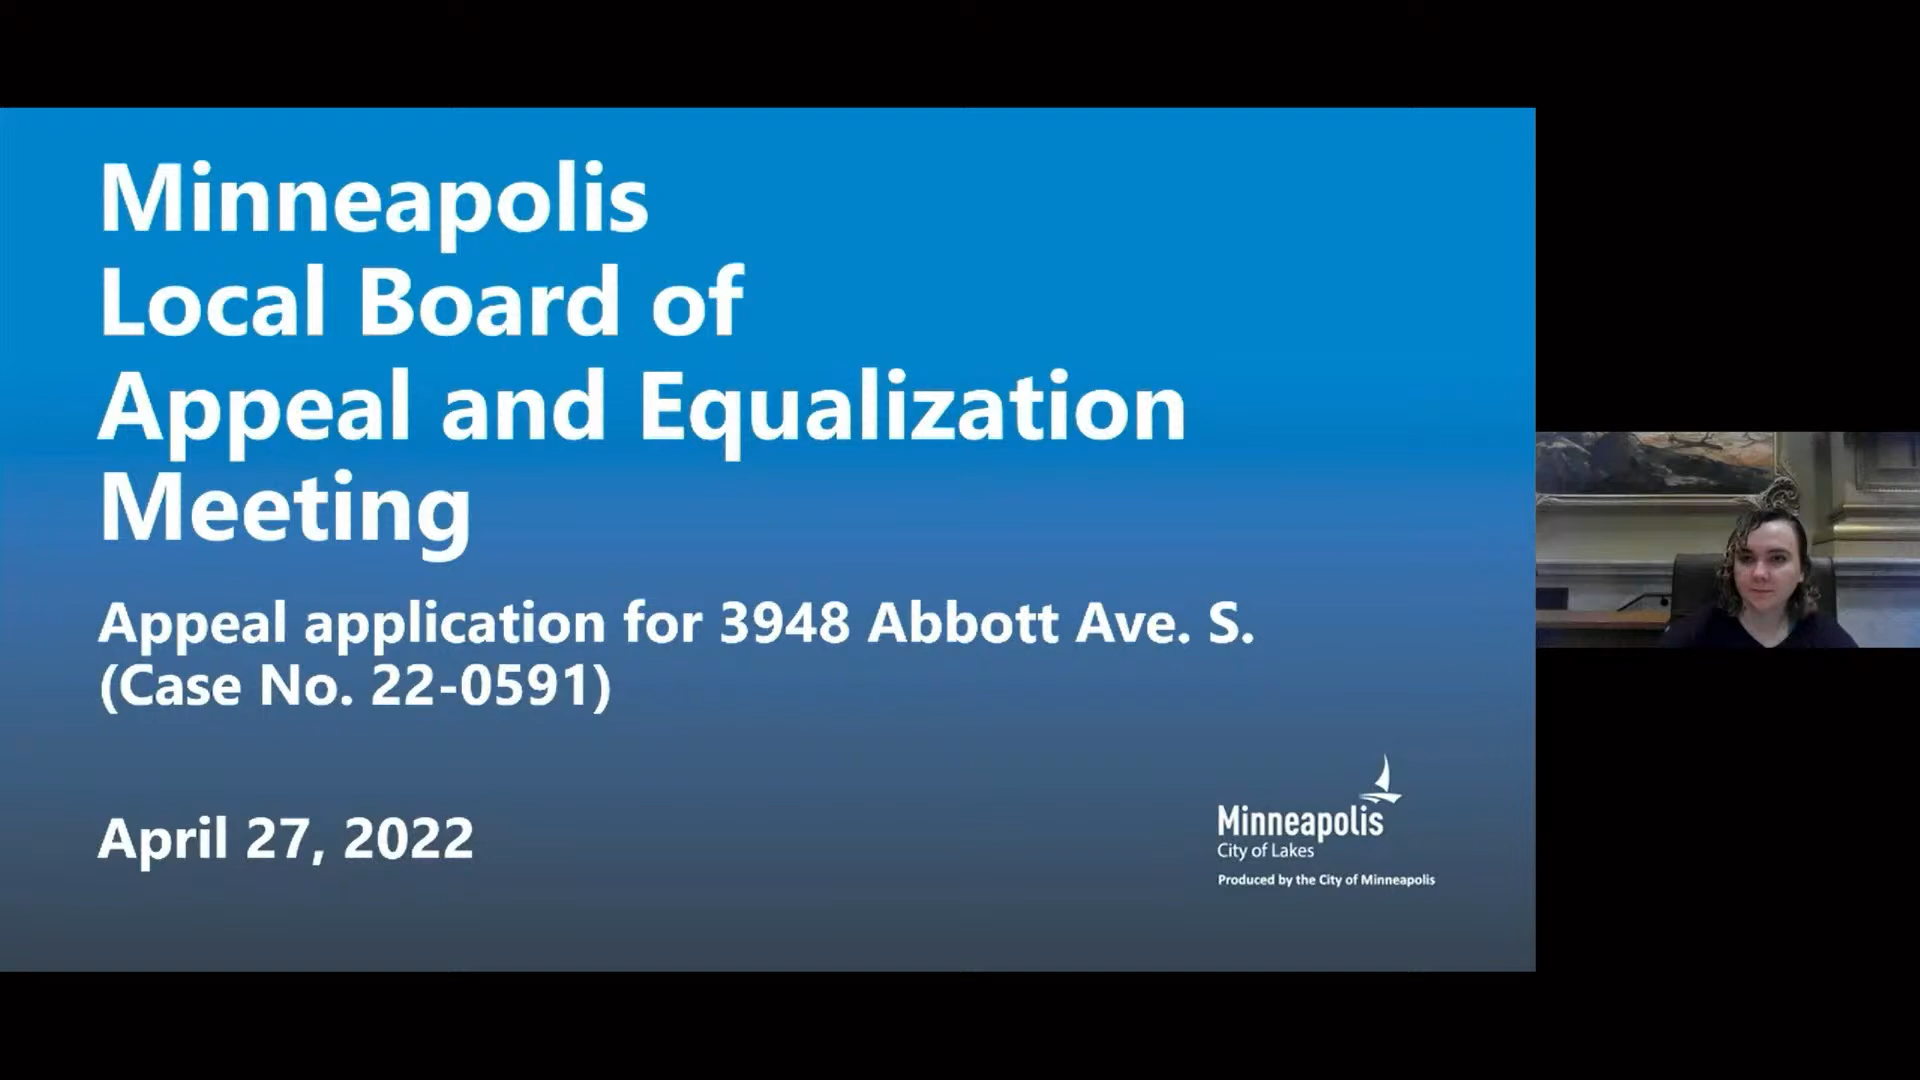 Minneapolis
Local Board of
Appeal and Equalization
Meeting
Appeal application for 3948 Abbott Ave. S.
(Case No. 22-0591)
April 27, 2022
Minneapolis
City of Lakes
Produced by the City of Minneapolis